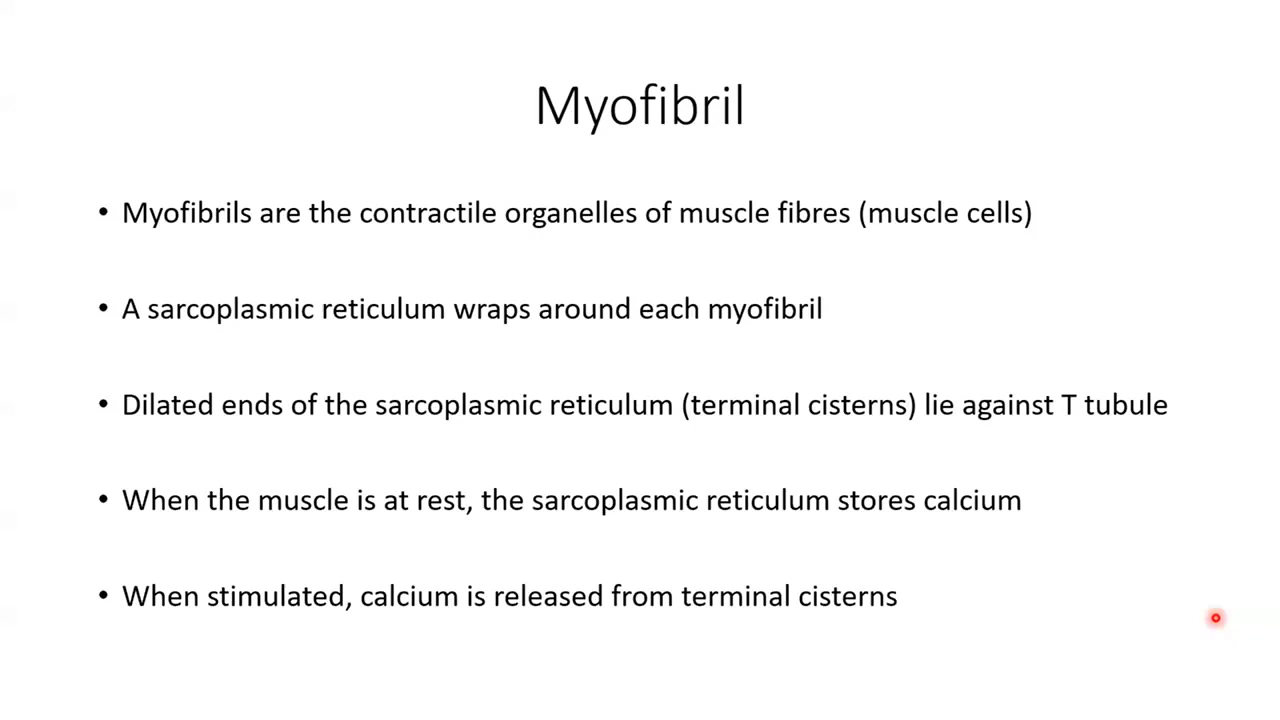 Myofibril
• Myofibrils are the contractile organelles of muscle fibres (muscle cells)
• A sarcoplasmic reticulum wraps around each myofibril
• Dilated ends of the sarcoplasmic reticulum (terminal cisterns) lie against T tubule
• When the muscle is at rest, the sarcoplasmic reticulum stores calcium
• When stimulated, calcium is released from terminal cisterns